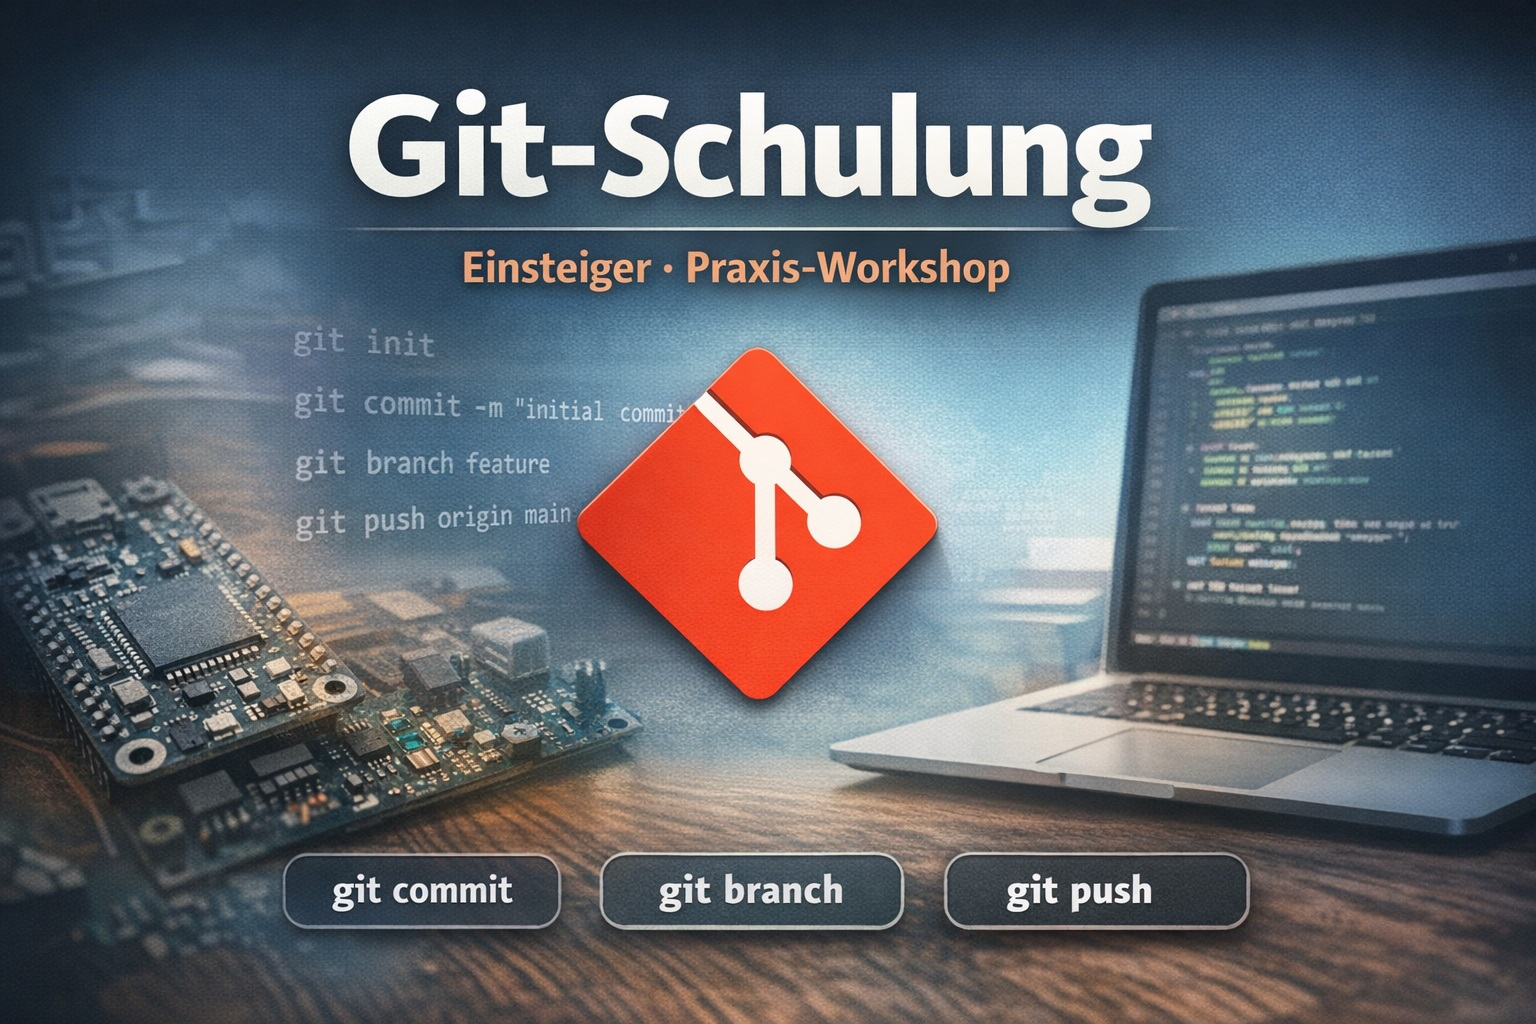 Git-Schulung
Einsteiger · Praxis-Workshop
git init
git commit -m "initial commit
git branch feature
git push origin main
git commit
git branch
git push